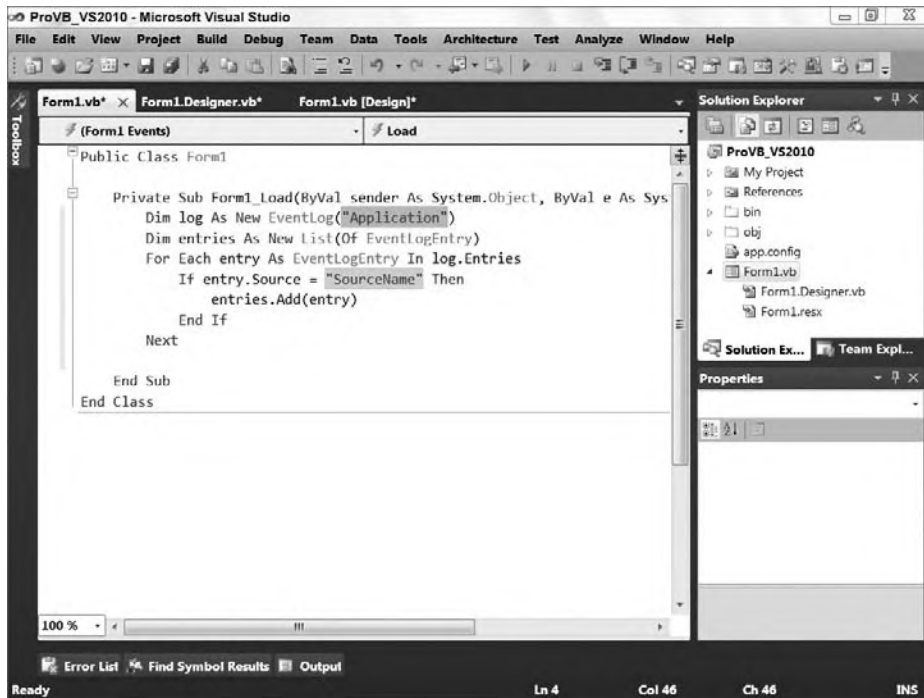 ProVB_VS2010 - Microsoft Visual Studio
File Edit View Project Build Debug Team Data Tools Architecture Test Analyze Window Help
Toolbox
Form1.vb* Form1.Designer.vb* Form1.vb [Design]*
(Form1 Events) Load
Public Class Form1
Private Sub Form1_Load(ByVal sender As System.Object, ByVal e As Sys
Dim log As New EventLog("Application")
Dim entries As New List(Of EventLogEntry)
For Each entry As EventLogEntry In log.Entries
If entry.Source = "SourceName" Then
entries.Add(entry)
End If
Next
End Sub
End Class
100 %
Solution Explorer
ProVB_VS2010
My Project
References
bin
obj
app.config
Form1.vb
Form1.Designer.vb
Form1.resx
Solution Ex... Team Expl...
Properties
Error List Find Symbol Results Output
Ready Ln 4 Col 46 Ch 46 INS